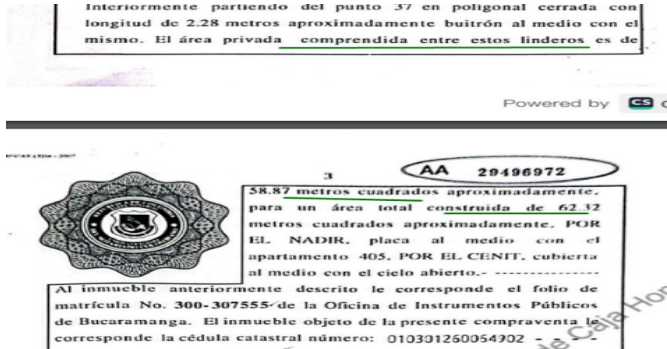 Interiormente partiendo del punto 37 en poligonal cerrada con
longitud de 2.28 metros aproximadamente buitrón al medio con el
mismo. El área privada comprendida entre estos linderos es de
Powered by CS
3
AA 29496972
58.87 metros cuadrados aproximadamente,
para un área total construida de 62.32
metros cuadrados aproximadamente, POR
EL NADIR, placa al medio con el
apartamento 405, POR EL CENIT, cubierta
al medio con el cielo abierto.- - - - - - - - - - - - - - -
Al inmueble anteriormente descrito le corresponde el folio de
matrícula No. 300-307555 de la Oficina de Instrumentos Públicos
de Bucaramanga. El inmueble objeto de la presente compraventa le
corresponde la cédula catastral número: 010301260054902 - - - -
de Caja Hon